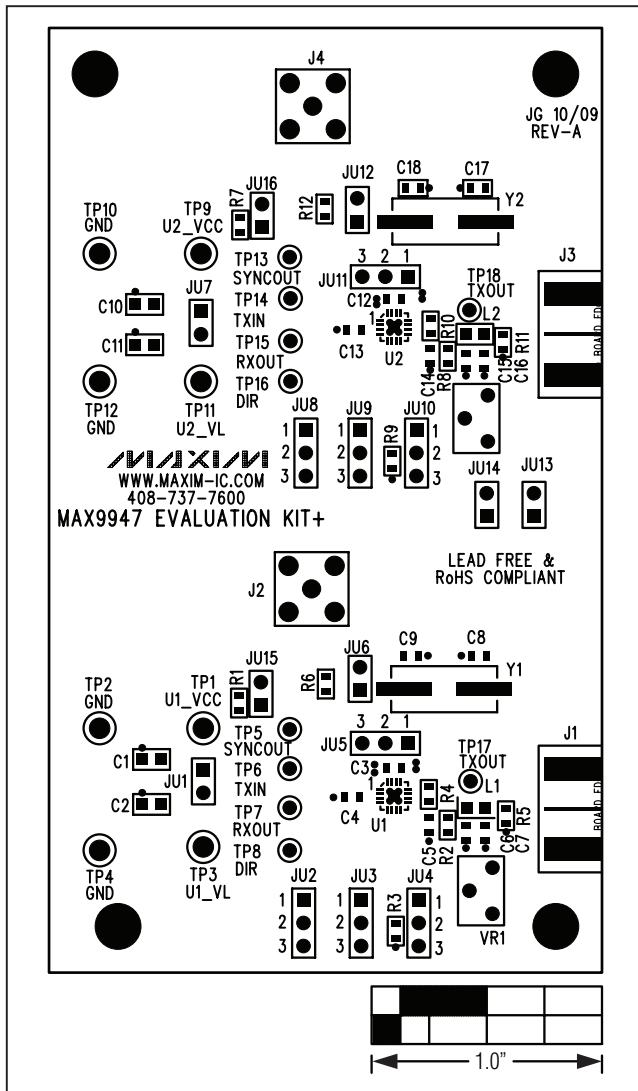 J4
JG 10/09
REV-A
C18
C17
JU12
JU16
R7
R12
Y2
TP10
GND
TP9
U2_VCC
TP13
SYNCOUT
3 2 1
JU11
TP18
TXOUT
J3
JU7
TP14
TXIN
C12
1
L2
R10
C10
BOARD ED
C11
TP15
RXOUT
C13
U2
R11
C14
R8
C15
C16
TP16
DIR
TP12
GND
TP11
U2_VL
JU8
JU9
JU10
1
2
3
1
2
3
R9
1
2
3
MAXIM
WWW.MAXIM-IC.COM
408-737-7600
MAX9947 EVALUATION KIT+
JU14
JU13
LEAD FREE &
RoHS COMPLIANT
J2
C9
C8
JU6
JU15
R1
R6
Y1
TP2
GND
TP1
U1_VCC
TP5
SYNCOUT
3 2 1
JU5
TP17
TXOUT
J1
C1
JU1
TP6
TXIN
C3
1
L1
R4
BOARD ED
C2
TP7
RXOUT
C4
U1
R5
C5
R2
C6
C7
TP8
DIR
TP4
GND
TP3
U1_VL
JU2
JU3
JU4
1
2
3
1
2
3
R3
1
2
3
VR1
1.0"